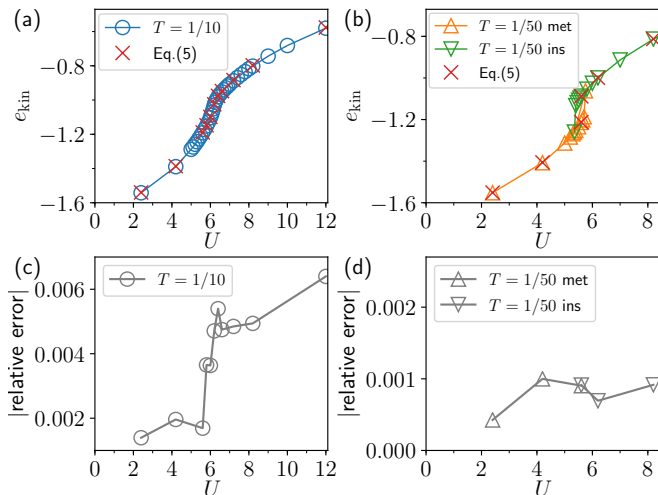 (a)
T = 1/10
Eq.(5)
e_kin
−0.8
−1.2
−1.6
0 2 4 6 8 10 12
U
(b)
T = 1/50 met
T = 1/50 ins
Eq.(5)
e_kin
−0.8
−1.2
−1.6
0 2 4 6 8
U
(c)
T = 1/10
|relative error|
0.006
0.004
0.002
0 2 4 6 8 10 12
U
(d)
T = 1/50 met
T = 1/50 ins
|relative error|
0.002
0.001
0.000
0 2 4 6 8
U